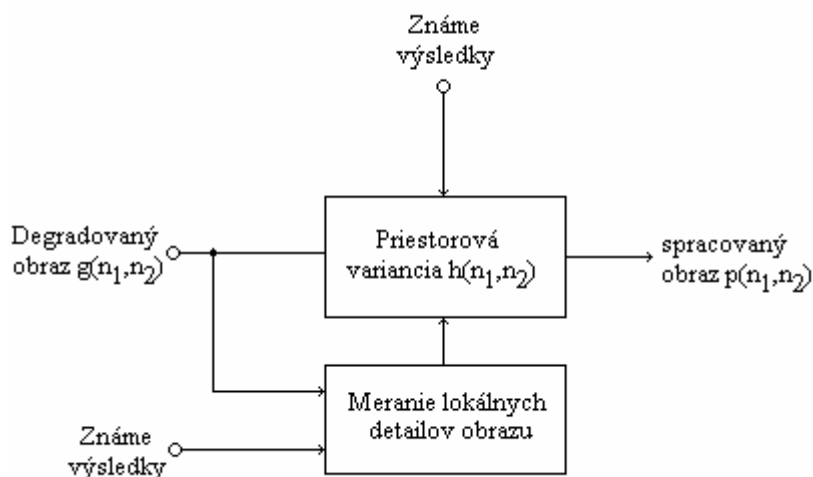 Známe
výsledky
Degradovaný
obraz g(n₁,n₂)
Priestorová
variancia h(n₁,n₂)
spracovaný
obraz p(n₁,n₂)
Meranie lokálnych
detailov obrazu
Známe
výsledky